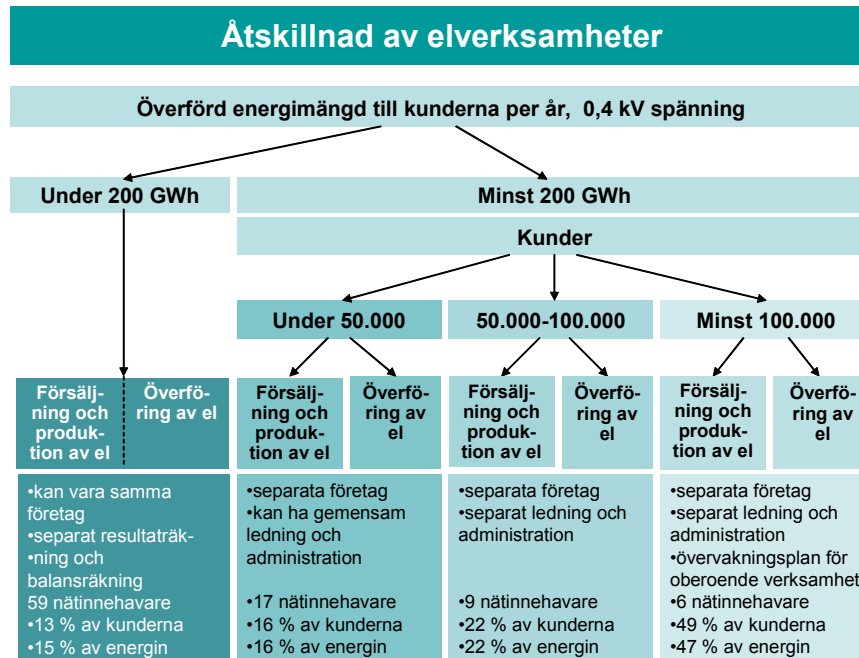 Åtskillnad av elverksamheter
Överförd energimängd till kunderna per år, 0,4 kV spänning
Under 200 GWh
Minst 200 GWh
Kunder
Under 50.000
50.000-100.000
Minst 100.000
Försälj-
ning och
produk-
tion av el
Överfö-
ring av el
Försälj-
ning och
produk-
tion av el
Överfö-
ring av
el
Försälj-
ning och
produk-
tion av el
Överfö-
ring av
el
Försälj-
ning och
produk-
tion av el
Överfö-
ring av
el
•kan vara samma
företag
•separat resultaträk-
•ning och
balansräkning
59 nätinnehavare
•13 % av kunderna
•15 % av energin
•separata företag
•kan ha gemensam
ledning och
administration
•17 nätinnehavare
•16 % av kunderna
•16 % av energin
•separata företag
•separat ledning och
administration
•9 nätinnehavare
•22 % av kunderna
•22 % av energin
•separata företag
•separat ledning och
administration
•övervakningsplan för
oberoende verksamhet
•6 nätinnehavare
•49 % av kunderna
•47 % av energin